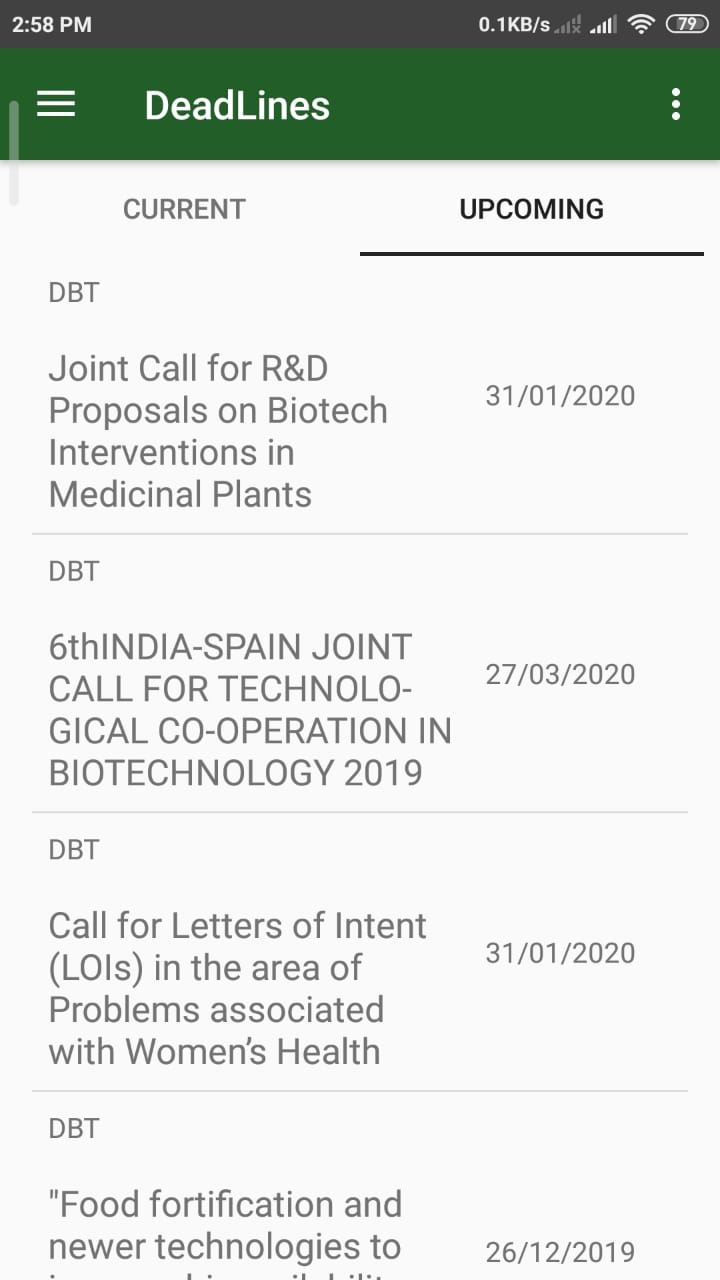 2:58 PM
0.1KB/s
79
DeadLines
CURRENT
UPCOMING
DBT
Joint Call for R&D
Proposals on Biotech
Interventions in
Medicinal Plants
31/01/2020
DBT
6thINDIA-SPAIN JOINT
CALL FOR TECHNOLO-
GICAL CO-OPERATION IN
BIOTECHNOLOGY 2019
27/03/2020
DBT
Call for Letters of Intent
(LOIs) in the area of
Problems associated
with Women’s Health
31/01/2020
DBT
"Food fortification and
newer technologies to
26/12/2019